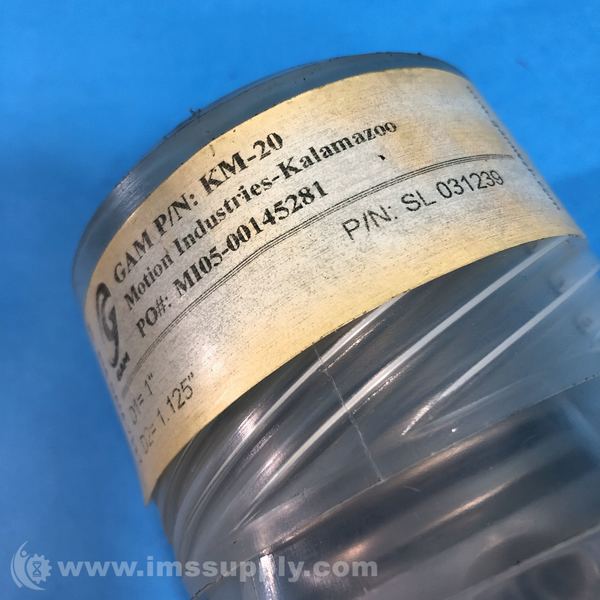 GAM P/N: KM-20
Motion Industries-Kalamazoo
PO#: MI05-00145281
P/N: SL 031239
GAM
D1= 1"
D2= 1.125"
www.imssupply.com